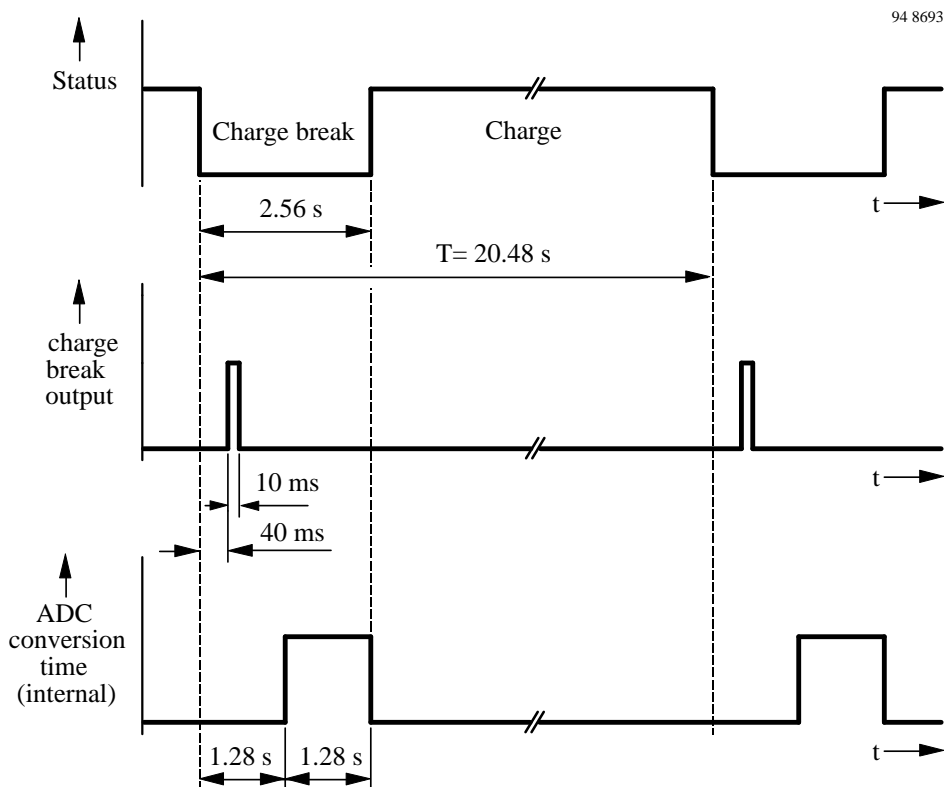 94 8693
Status
Charge break
Charge
t
2.56 s
T= 20.48 s
charge
break
output
t
10 ms
40 ms
ADC
conversion
time
(internal)
t
1.28 s
1.28 s